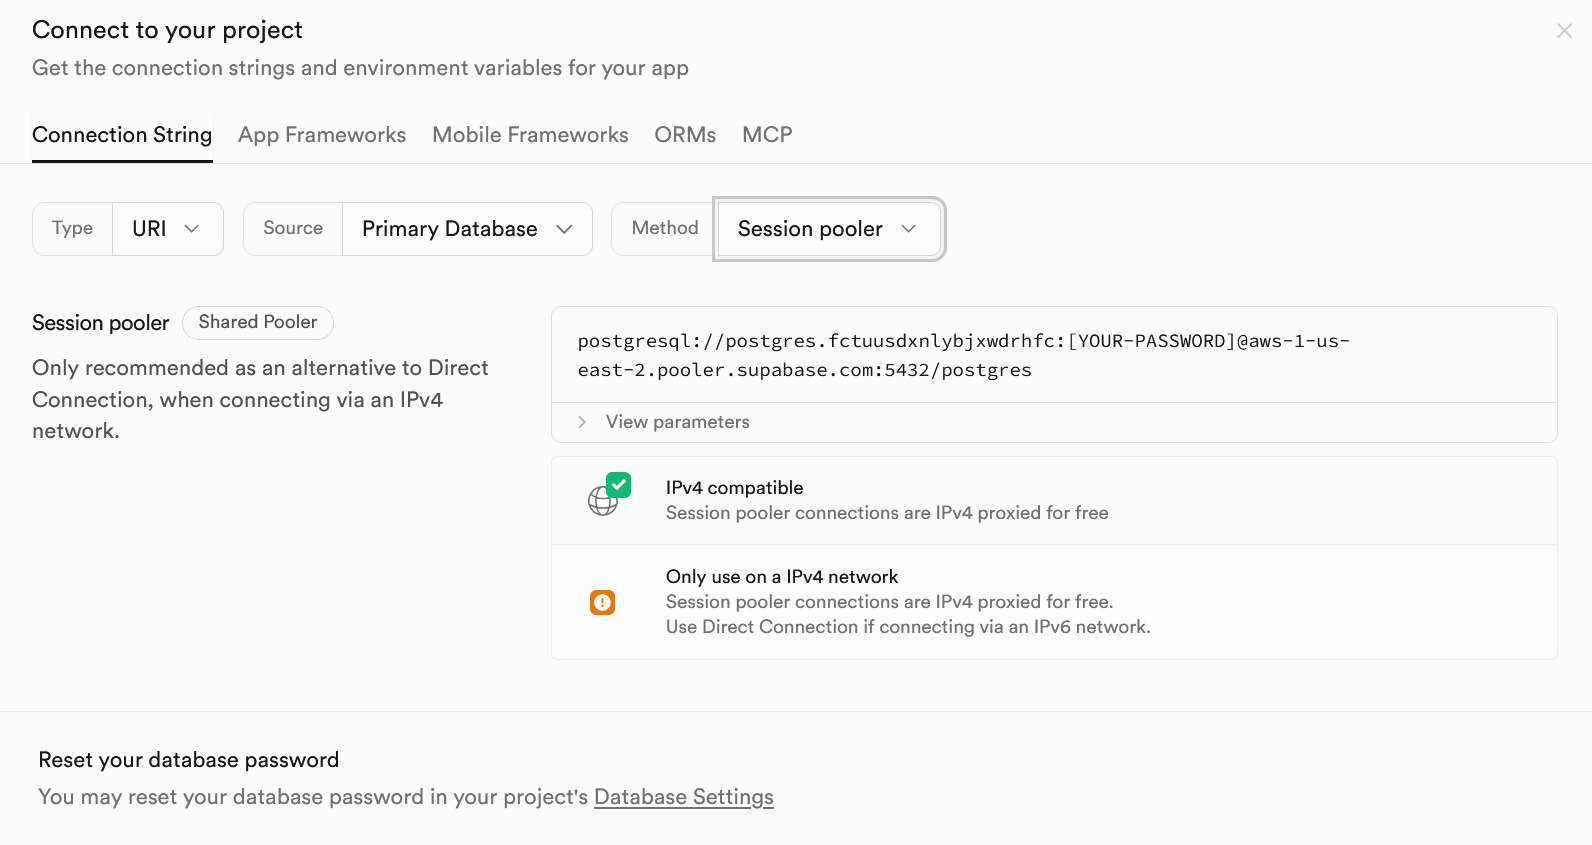 Connect to your project
Get the connection strings and environment variables for your app
Connection String App Frameworks Mobile Frameworks ORMs MCP
Type URI Source Primary Database Method Session pooler
Session pooler Shared Pooler
Only recommended as an alternative to Direct
Connection, when connecting via an IPv4
network.
postgresql://postgres.fctuusdxnlybjxwdrhfc:[YOUR-PASSWORD]@aws-1-us-
east-2.pooler.supabase.com:5432/postgres
View parameters
IPv4 compatible
Session pooler connections are IPv4 proxied for free
Only use on a IPv4 network
Session pooler connections are IPv4 proxied for free.
Use Direct Connection if connecting via an IPv6 network.
Reset your database password
You may reset your database password in your project's Database Settings